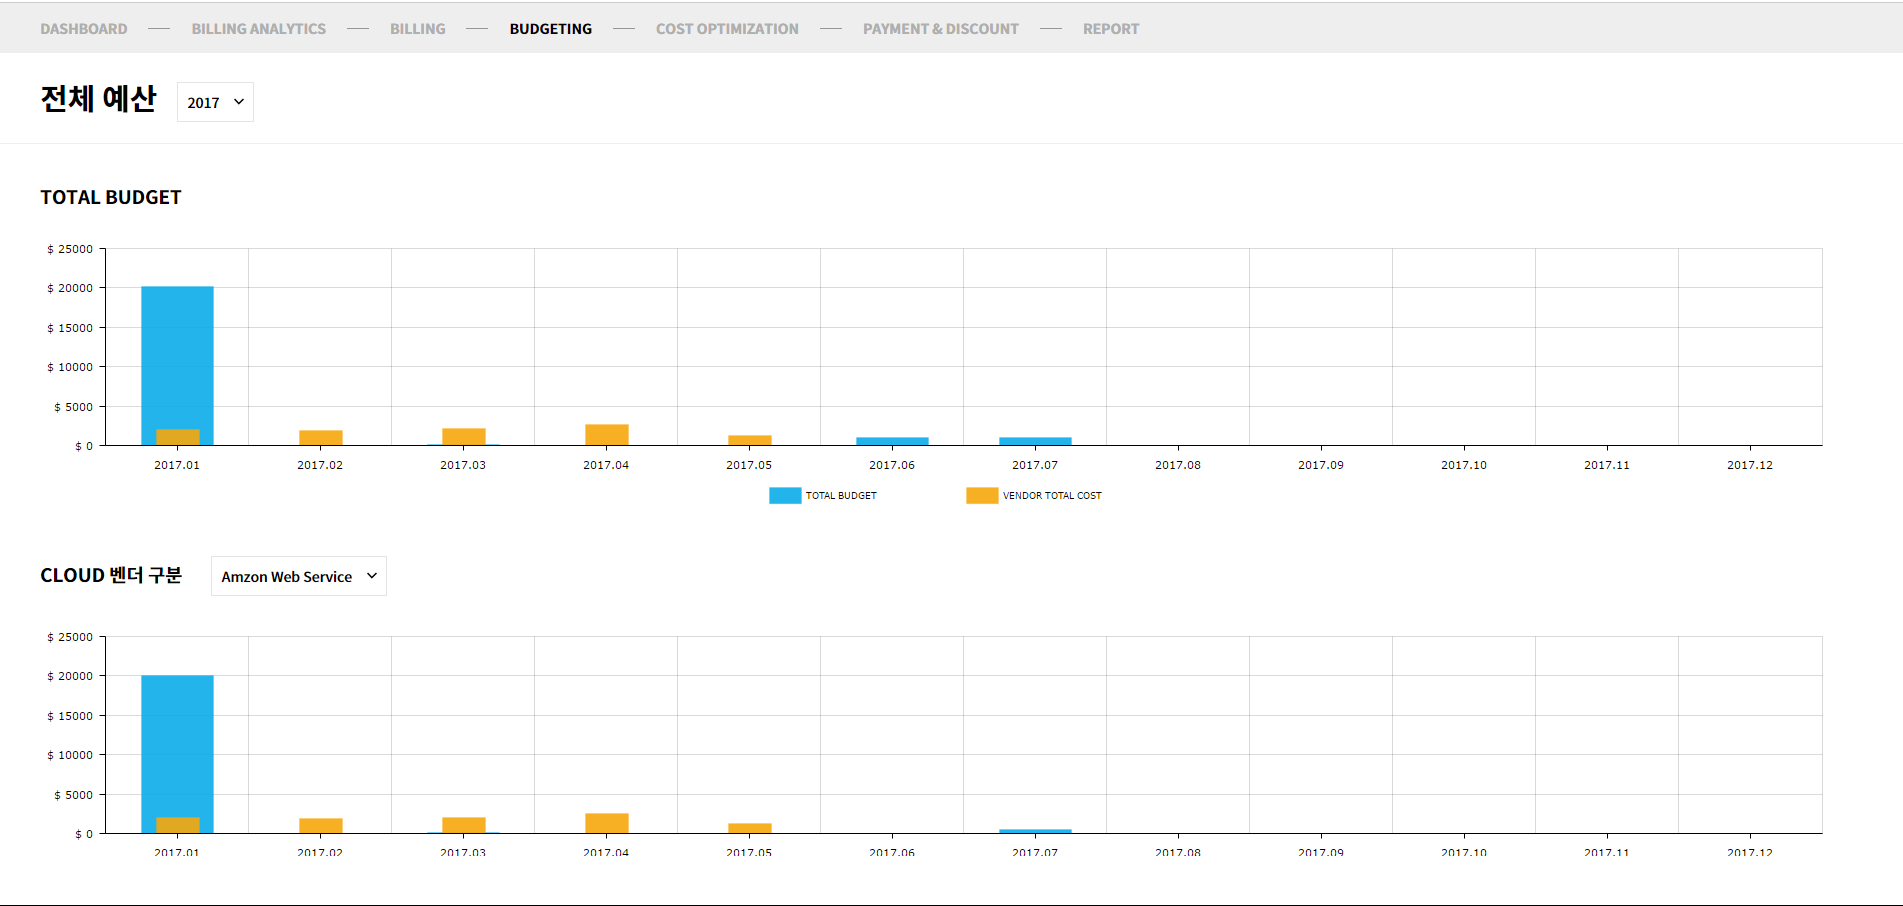 DASHBOARD — BILLING ANALYTICS — BILLING — BUDGETING — COST OPTIMIZATION — PAYMENT & DISCOUNT — REPORT
전체 예산 2017
TOTAL BUDGET
$ 25000
$ 20000
$ 15000
$ 10000
$ 5000
$ 0
2017.01 2017.02 2017.03 2017.04 2017.05 2017.06 2017.07 2017.08 2017.09 2017.10 2017.11 2017.12
TOTAL BUDGET VENDOR TOTAL COST
CLOUD 벤더 구분 Amzon Web Service
$ 25000
$ 20000
$ 15000
$ 10000
$ 5000
$ 0
2017.01 2017.02 2017.03 2017.04 2017.05 2017.06 2017.07 2017.08 2017.09 2017.10 2017.11 2017.12